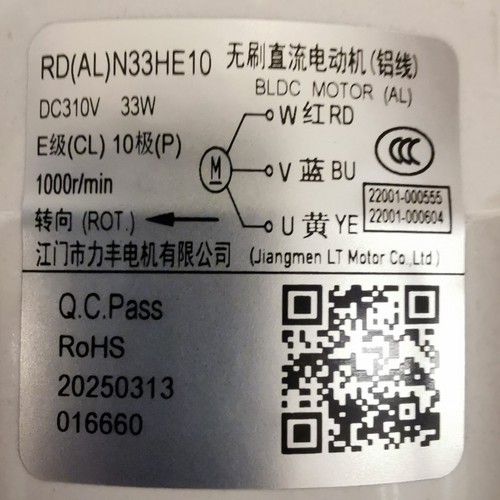 RD(AL)N33HE10 无刷直流电动机(铝线)
BLDC MOTOR (AL)
DC310V 33W
W 红 RD
E级(CL) 10极(P)
M
V 蓝 BU
CCC
1000r/min
22001-000555
22001-000604
转向 (ROT.)
U 黄 YE
江门市力丰电机有限公司 (Jiangmen LT Motor Co.,Ltd)
Q.C.Pass
RoHS
20250313
016660